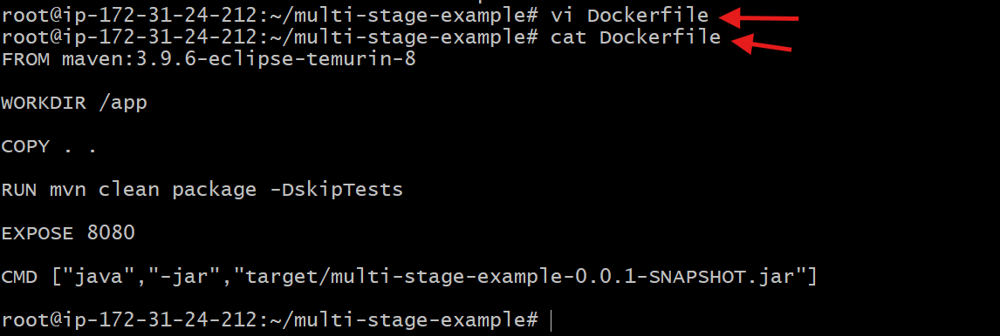 root@ip-172-31-24-212:~/multi-stage-example# vi Dockerfile
root@ip-172-31-24-212:~/multi-stage-example# cat Dockerfile
FROM maven:3.9.6-eclipse-temurin-8
WORKDIR /app
COPY . .
RUN mvn clean package -DskipTests
EXPOSE 8080
CMD ["java","-jar","target/multi-stage-example-0.0.1-SNAPSHOT.jar"]
root@ip-172-31-24-212:~/multi-stage-example#